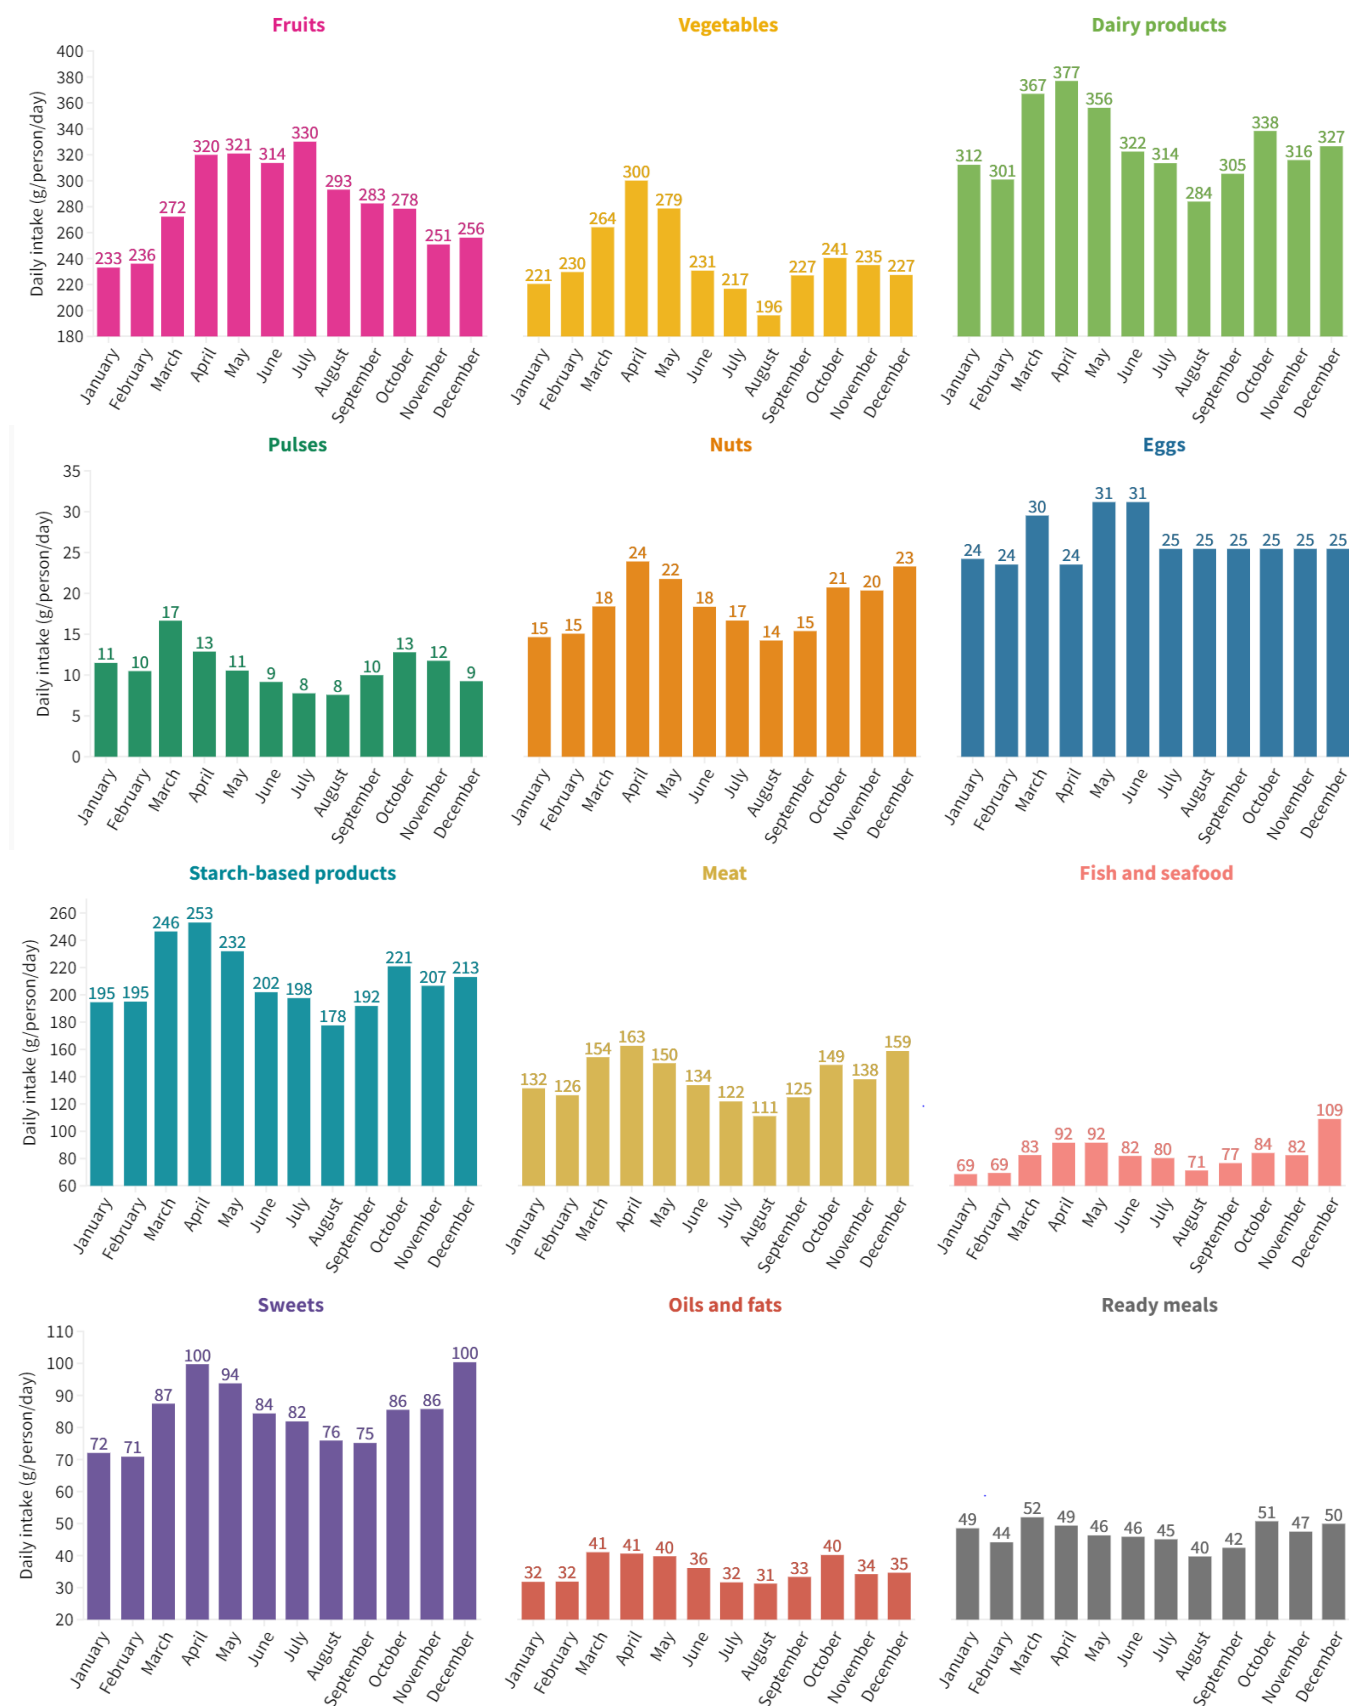 Fruits
Daily intake (g/person/day)
400
380
360
340
320
300
280
260
240
220
200
180
233 236 272 320 321 314 330 293 283 278 251 256
January February March April May June July August September October November December
Vegetables
221 230 264 300 279 231 217 196 227 241 235 227
January February March April May June July August September October November December
Dairy products
312 301 367 377 356 322 314 284 305 338 316 327
January February March April May June July August September October November December
Pulses
Daily intake (g/person/day)
35
30
25
20
15
10
5
0
11 10 17 13 11 9 8 8 10 13 12 9
January February March April May June July August September October November December
Nuts
15 15 18 24 22 18 17 14 15 21 20 23
January February March April May June July August September October November December
Eggs
24 24 30 24 31 31 25 25 25 25 25 25
January February March April May June July August September October November December
Starch-based products
Daily intake (g/person/day)
260
240
220
200
180
160
140
120
100
80
60
195 195 246 253 232 202 198 178 192 221 207 213
January February March April May June July August September October November December
Meat
132 126 154 163 150 134 122 111 125 149 138 159
January February March April May June July August September October November December
Fish and seafood
69 69 83 92 92 82 80 71 77 84 82 109
January February March April May June July August September October November December
Sweets
Daily intake (g/person/day)
110
100
90
80
70
60
50
40
30
20
72 71 87 100 94 84 82 76 75 86 86 100
January February March April May June July August September October November December
Oils and fats
32 32 41 41 40 36 32 31 33 40 34 35
January February March April May June July August September October November December
Ready meals
49 44 52 49 46 46 45 40 42 51 47 50
January February March April May June July August September October November December